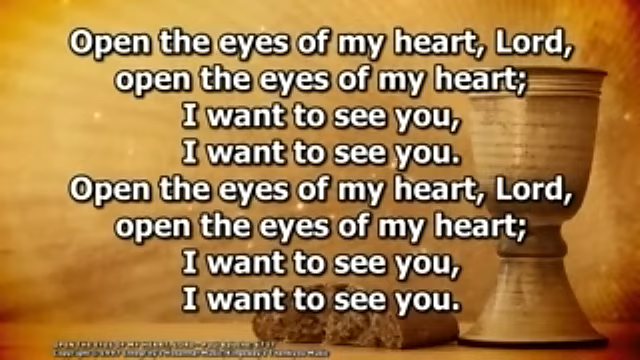 Open the eyes of my heart, Lord,
open the eyes of my heart;
I want to see you,
I want to see you.
Open the eyes of my heart, Lord,
open the eyes of my heart;
I want to see you,
I want to see you.